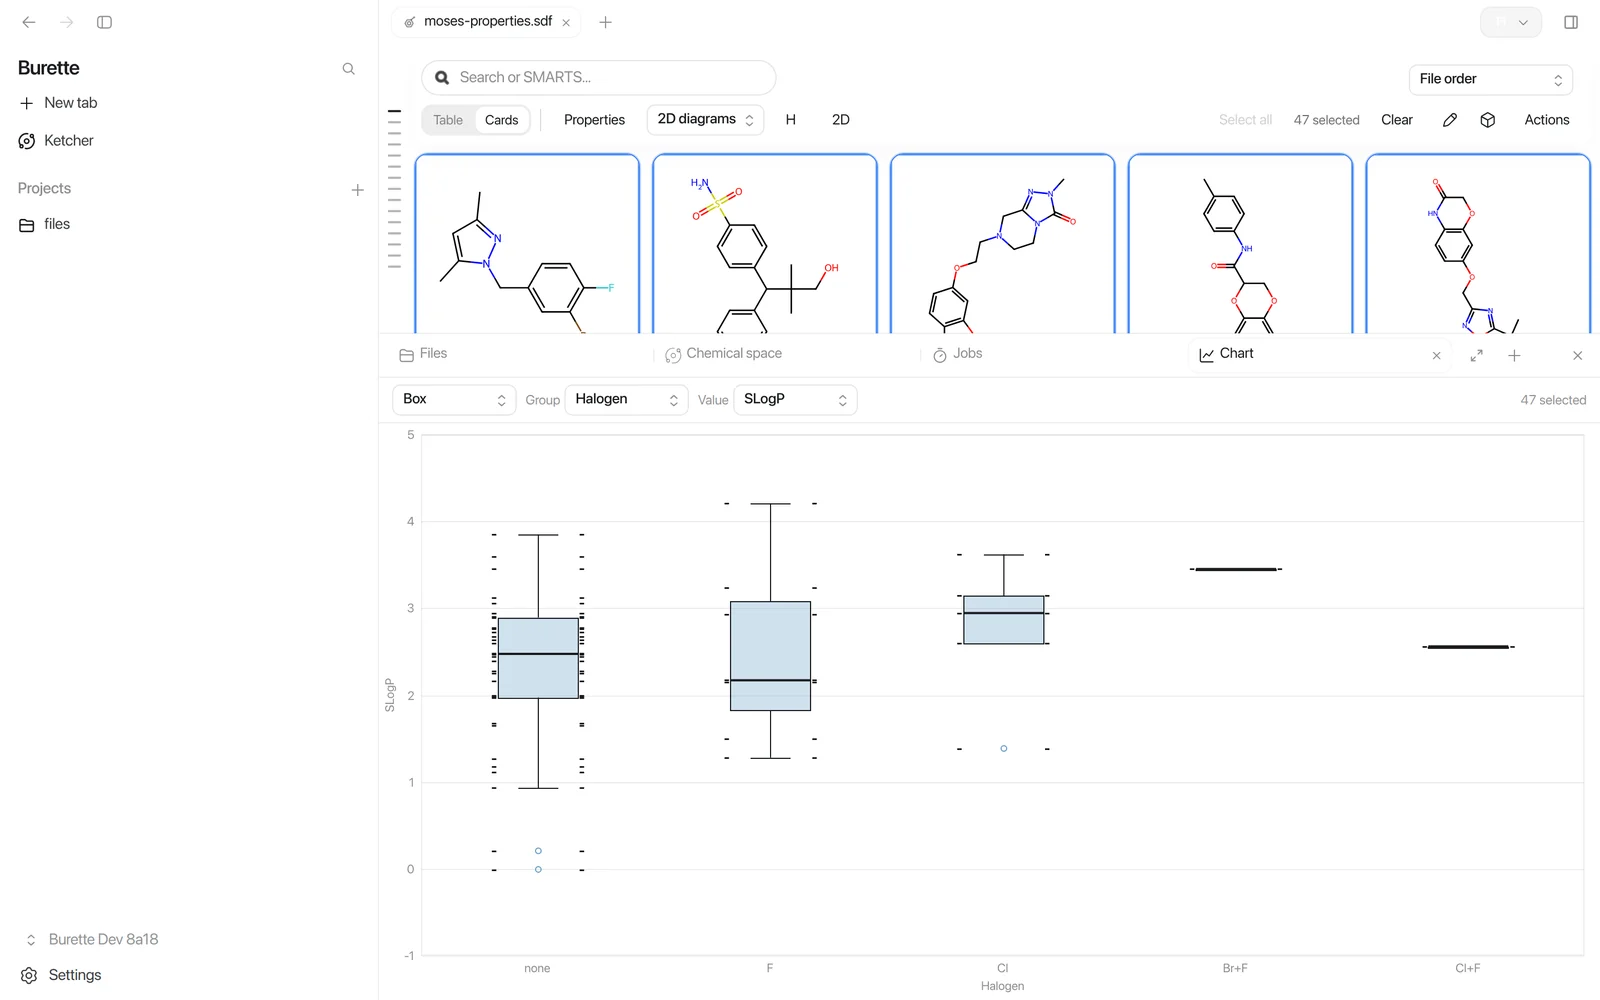 moses-properties.sdf
Burette
New tab
Ketcher
Projects
files
Search or SMARTS...
File order
Table Cards Properties 2D diagrams H 2D Select all 47 selected Clear Actions
N
N
F
H2N
S
O
O
OH
N
N
N
O
N
O
NH
O
O
O
O
HN
O
O
N
N
Files Chemical space Jobs Chart
Box Group Halogen Value SLogP 47 selected
5
4
3
2
1
0
-1
SLogP
none F Cl Br+F Cl+F
Halogen
Burette Dev 8a18
Settings